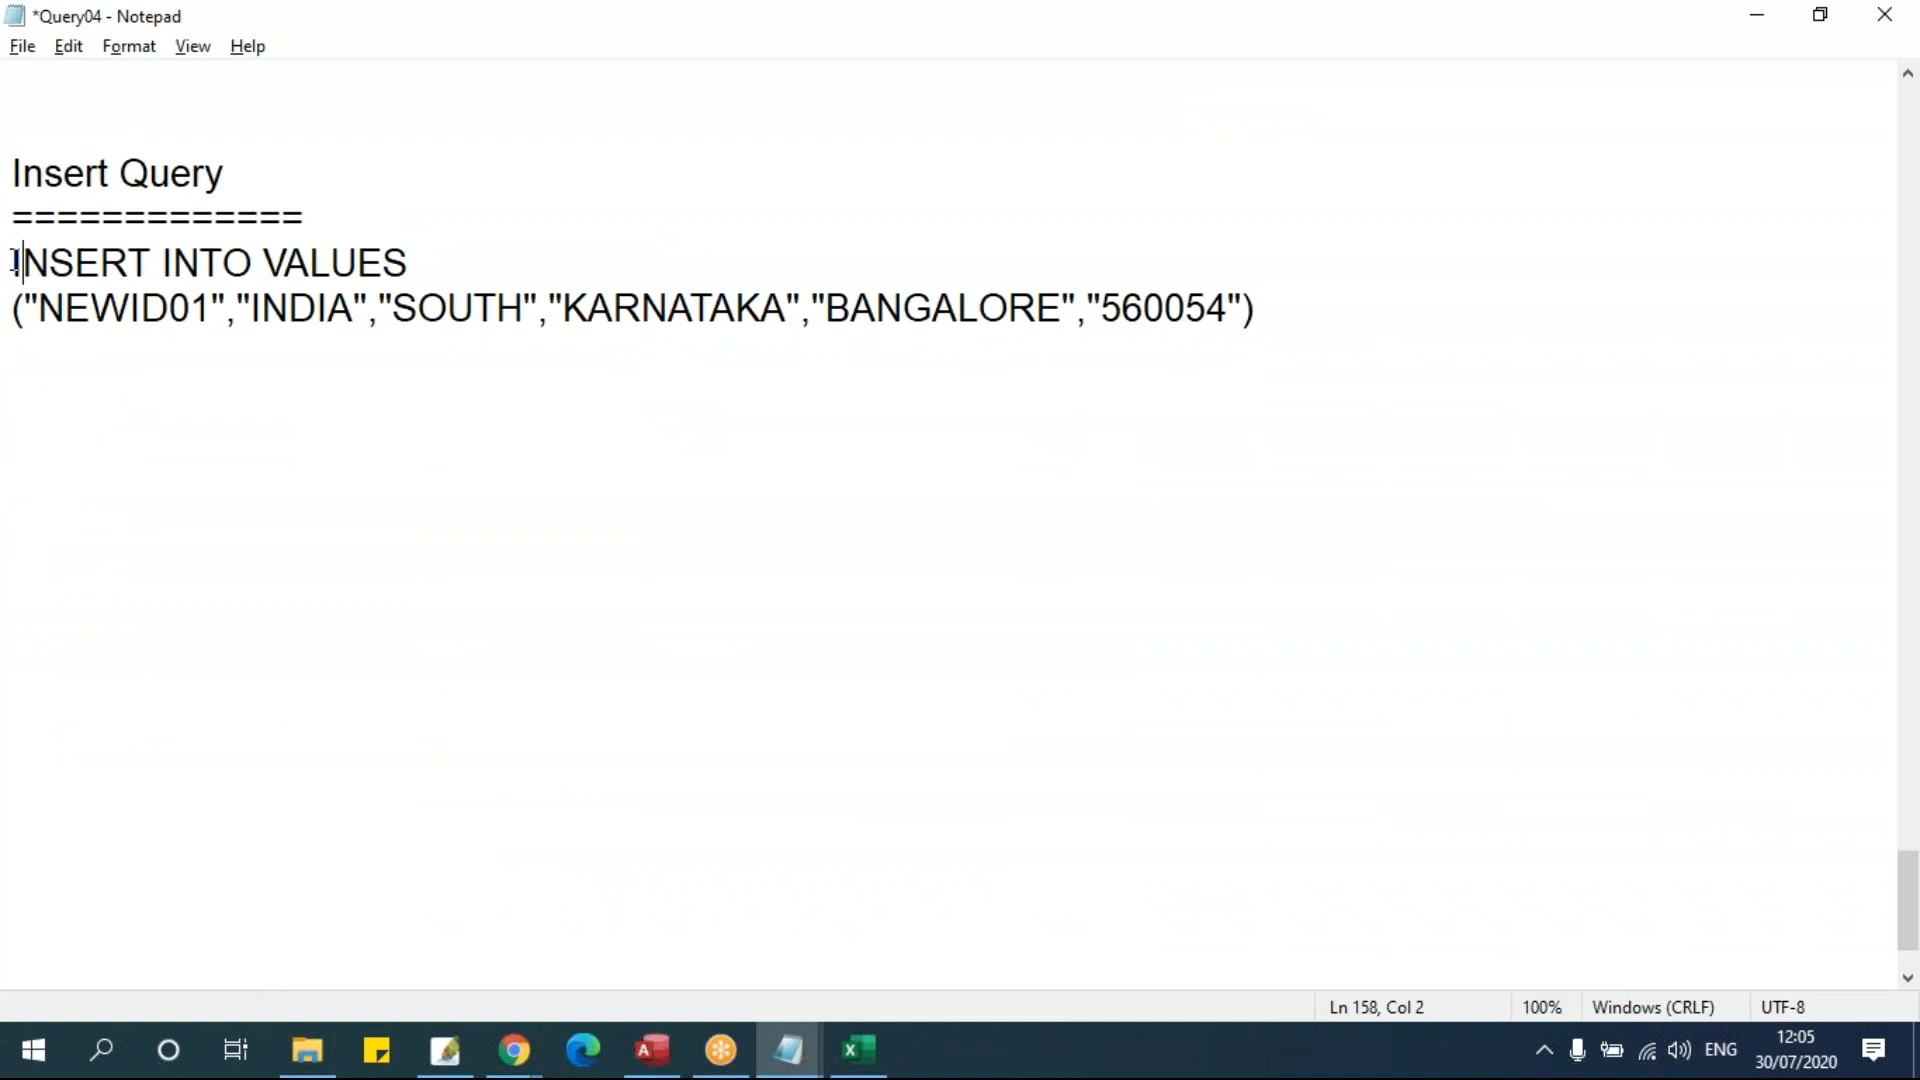 *Query04 - Notepad
File Edit Format View Help
Insert Query
=============
INSERT INTO VALUES
("NEWID01","INDIA","SOUTH","KARNATAKA","BANGALORE","560054")
Ln 158, Col 2 100% Windows (CRLF) UTF-8
ENG
12:05
30/07/2020